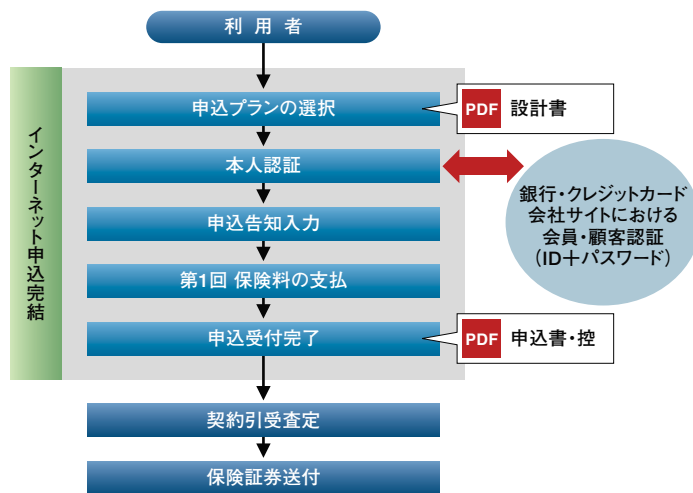 利用者
インターネット申込完結
申込プランの選択
PDF 設計書
本人認証
銀行・クレジットカード
会社サイトにおける
会員・顧客認証
(ID+パスワード)
申込告知入力
第1回 保険料の支払
申込受付完了
PDF 申込書・控
契約引受査定
保険証券送付